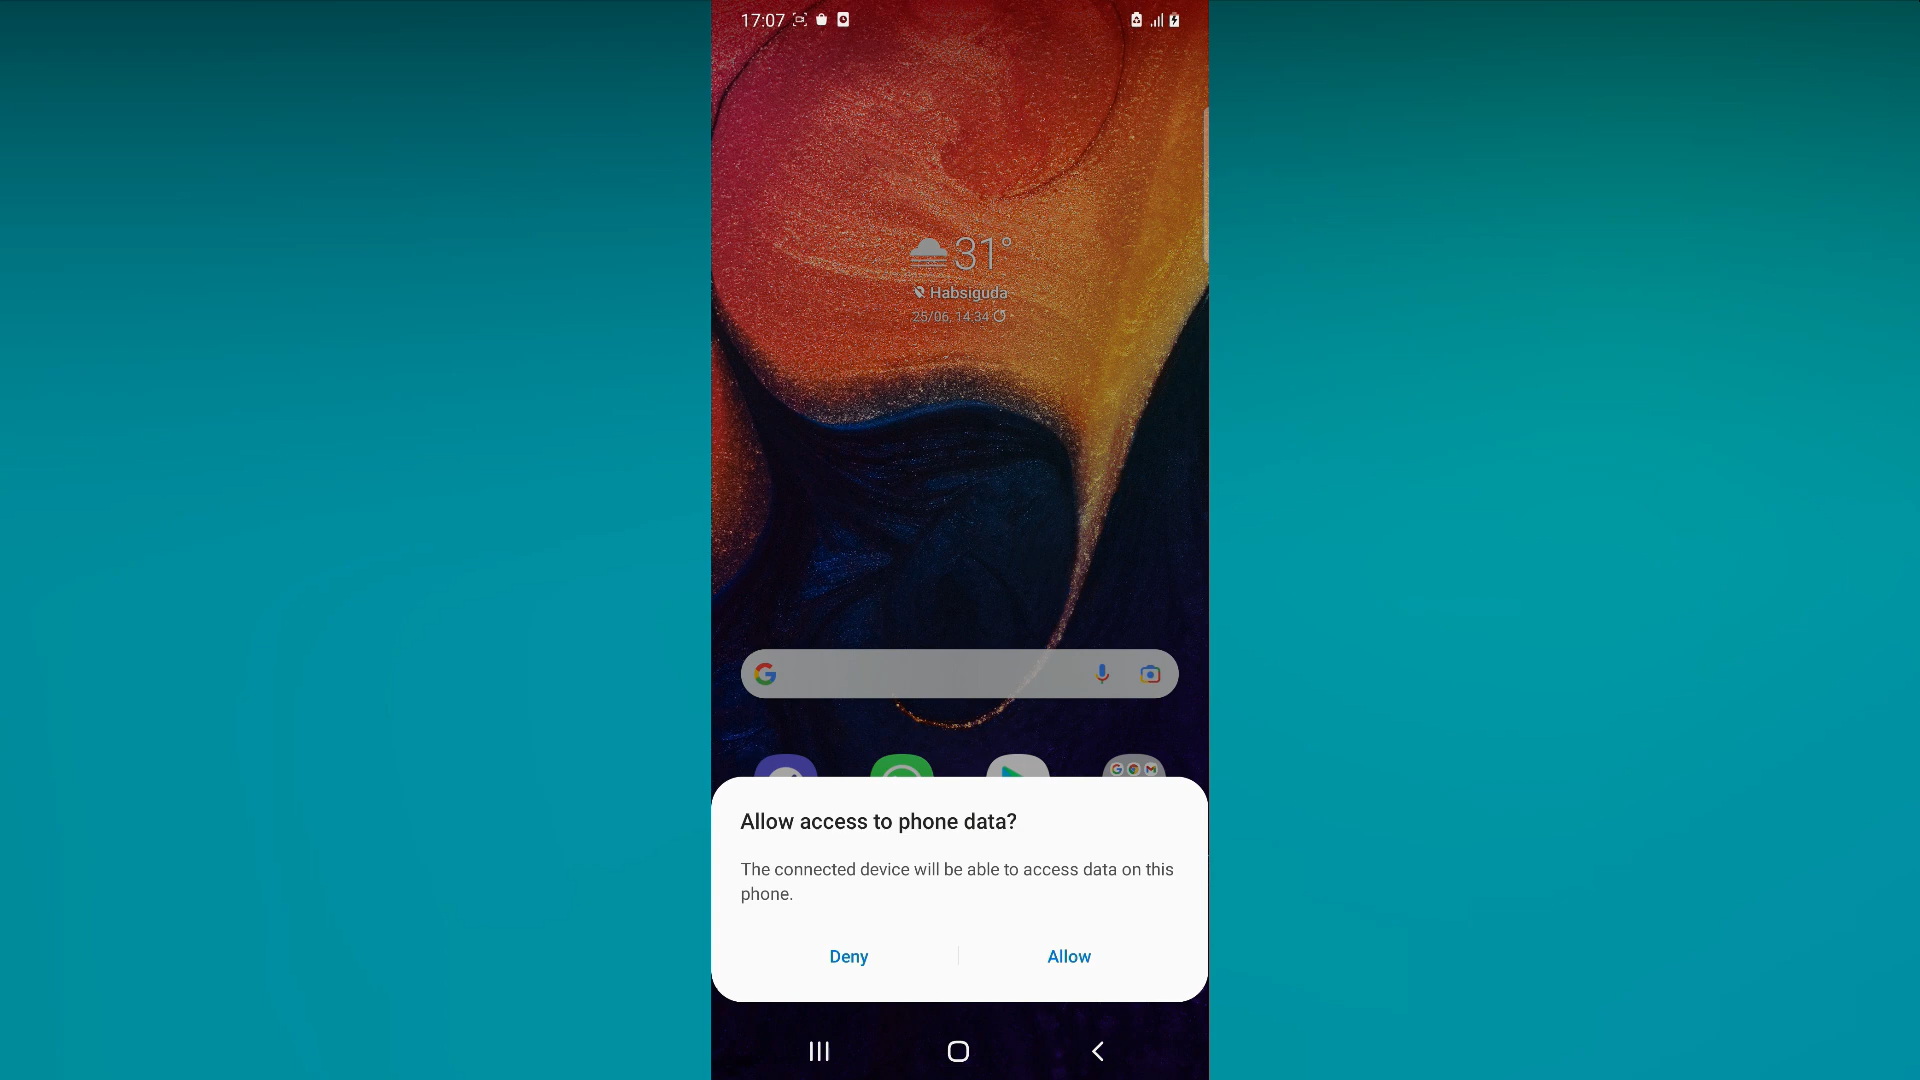 17:07
31°
Habsiguda
25/06, 14:34
Allow access to phone data?
The connected device will be able to access data on this
phone.
Deny
Allow